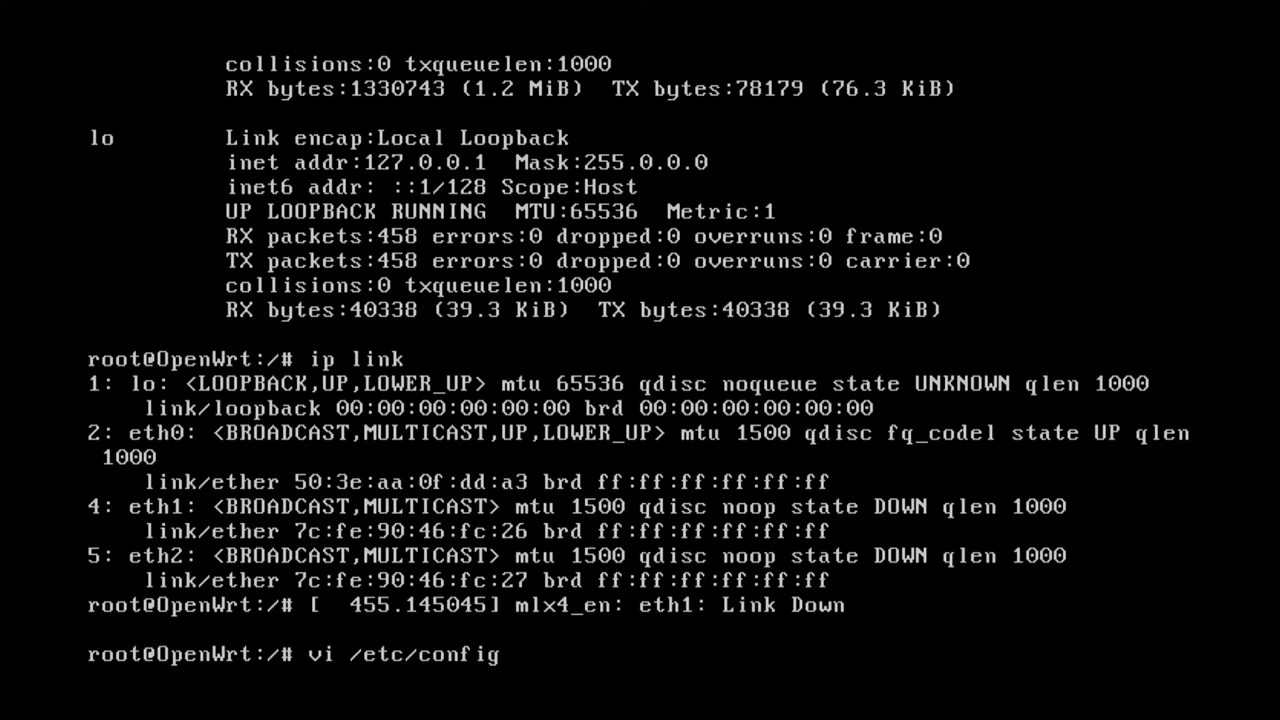 collisions:0 txqueuelen:1000
RX bytes:1330743 (1.2 MiB)  TX bytes:78179 (76.3 KiB)
lo        Link encap:Local Loopback
inet addr:127.0.0.1  Mask:255.0.0.0
inet6 addr: ::1/128 Scope:Host
UP LOOPBACK RUNNING  MTU:65536  Metric:1
RX packets:458 errors:0 dropped:0 overruns:0 frame:0
TX packets:458 errors:0 dropped:0 overruns:0 carrier:0
collisions:0 txqueuelen:1000
RX bytes:40338 (39.3 KiB)  TX bytes:40338 (39.3 KiB)
root@OpenWrt:/# ip link
1: lo: <LOOPBACK,UP,LOWER_UP> mtu 65536 qdisc noqueue state UNKNOWN qlen 1000
link/loopback 00:00:00:00:00:00 brd 00:00:00:00:00:00
2: eth0: <BROADCAST,MULTICAST,UP,LOWER_UP> mtu 1500 qdisc fq_codel state UP qlen
1000
link/ether 50:3e:aa:0f:dd:a3 brd ff:ff:ff:ff:ff:ff
4: eth1: <BROADCAST,MULTICAST> mtu 1500 qdisc noop state DOWN qlen 1000
link/ether 7c:fe:90:46:fc:26 brd ff:ff:ff:ff:ff:ff
5: eth2: <BROADCAST,MULTICAST> mtu 1500 qdisc noop state DOWN qlen 1000
link/ether 7c:fe:90:46:fc:27 brd ff:ff:ff:ff:ff:ff
root@OpenWrt:/# [  455.145045] mlx4_en: eth1: Link Down
root@OpenWrt:/# vi /etc/config